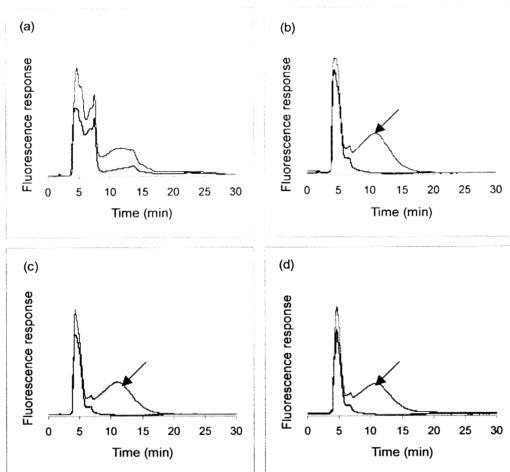 (a)
Fluorescence response
0 5 10 15 20 25 30
Time (min)
(b)
Fluorescence response
0 5 10 15 20 25 30
Time (min)
(c)
Fluorescence response
0 5 10 15 20 25 30
Time (min)
(d)
Fluorescence response
0 5 10 15 20 25 30
Time (min)